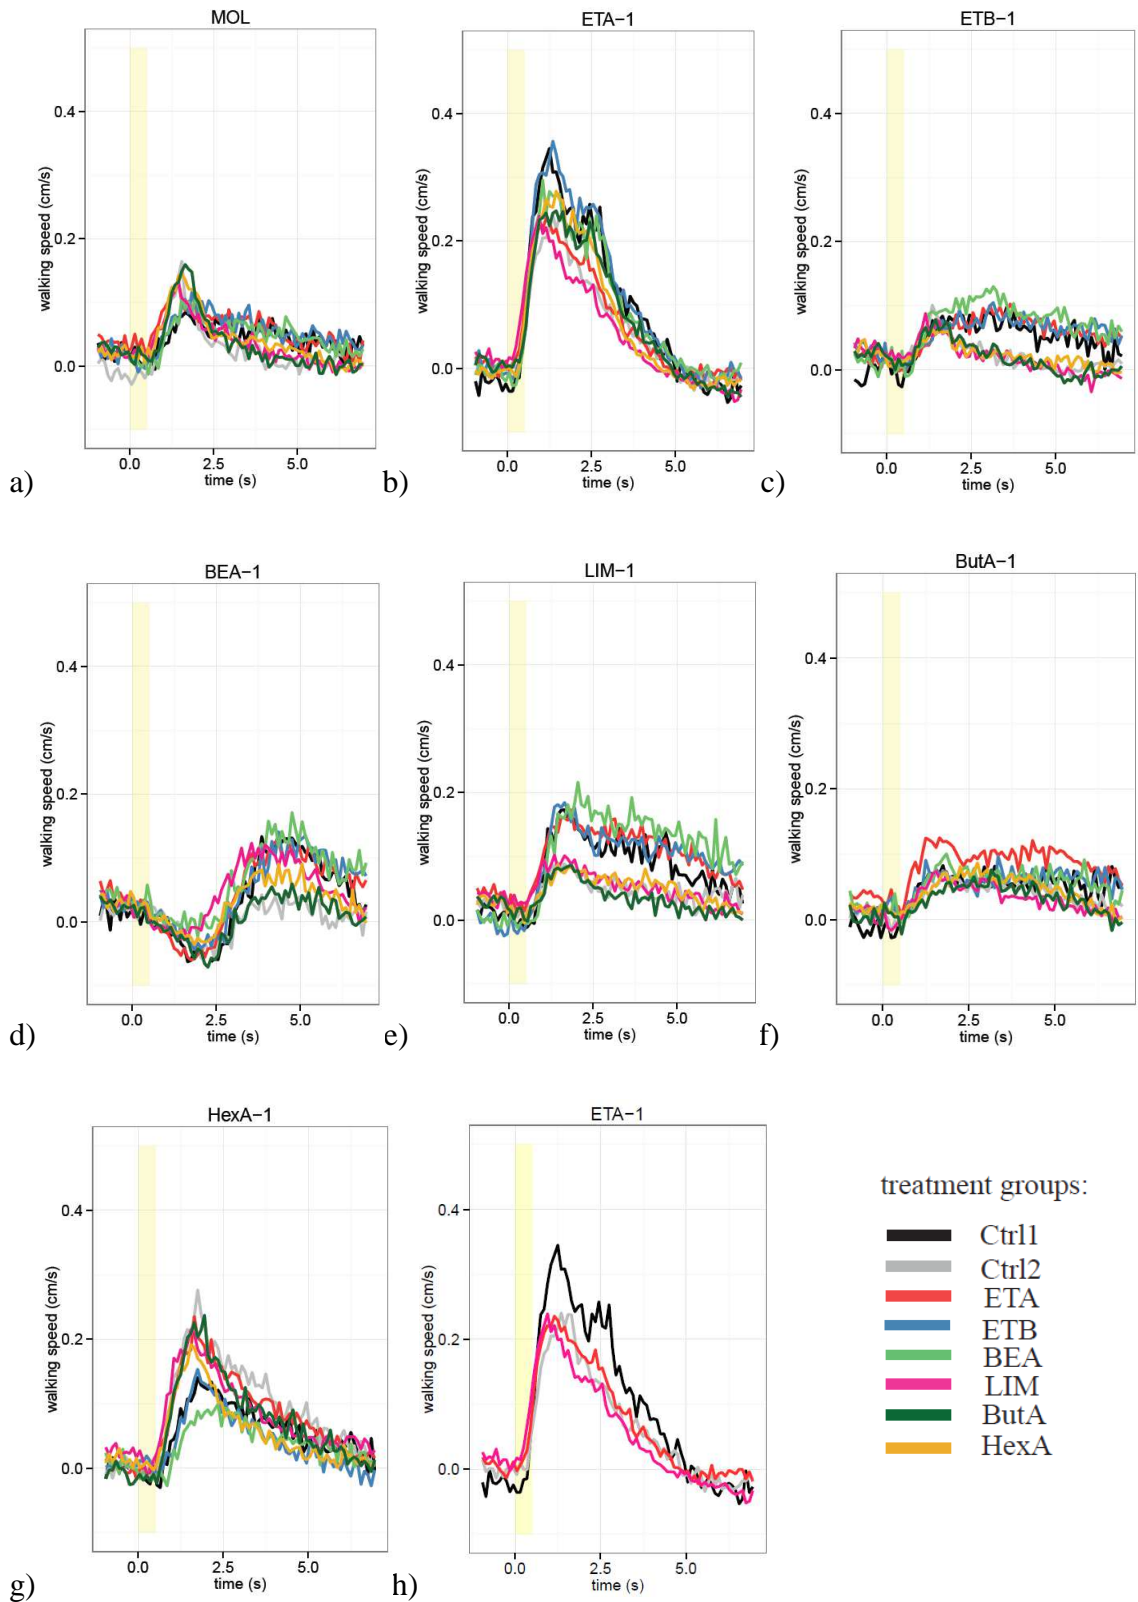 MOL
ETA−1
ETB−1
walking speed (cm/s)
0.4
0.2
0.0
0.0
2.5
5.0
time (s)
a)
walking speed (cm/s)
0.4
0.2
0.0
0.0
2.5
5.0
time (s)
b)
walking speed (cm/s)
0.4
0.2
0.0
0.0
2.5
5.0
time (s)
c)
BEA−1
LIM−1
ButA−1
walking speed (cm/s)
0.4
0.2
0.0
0.0
2.5
5.0
time (s)
d)
walking speed (cm/s)
0.4
0.2
0.0
0.0
2.5
5.0
time (s)
e)
walking speed (cm/s)
0.4
0.2
0.0
0.0
2.5
5.0
time (s)
f)
HexA−1
ETA−1
walking speed (cm/s)
0.4
0.2
0.0
0.0
2.5
5.0
time (s)
g)
walking speed (cm/s)
0.4
0.2
0.0
0.0
2.5
5.0
time (s)
h)
treatment groups:
Ctrl1
Ctrl2
ETA
ETB
BEA
LIM
ButA
HexA